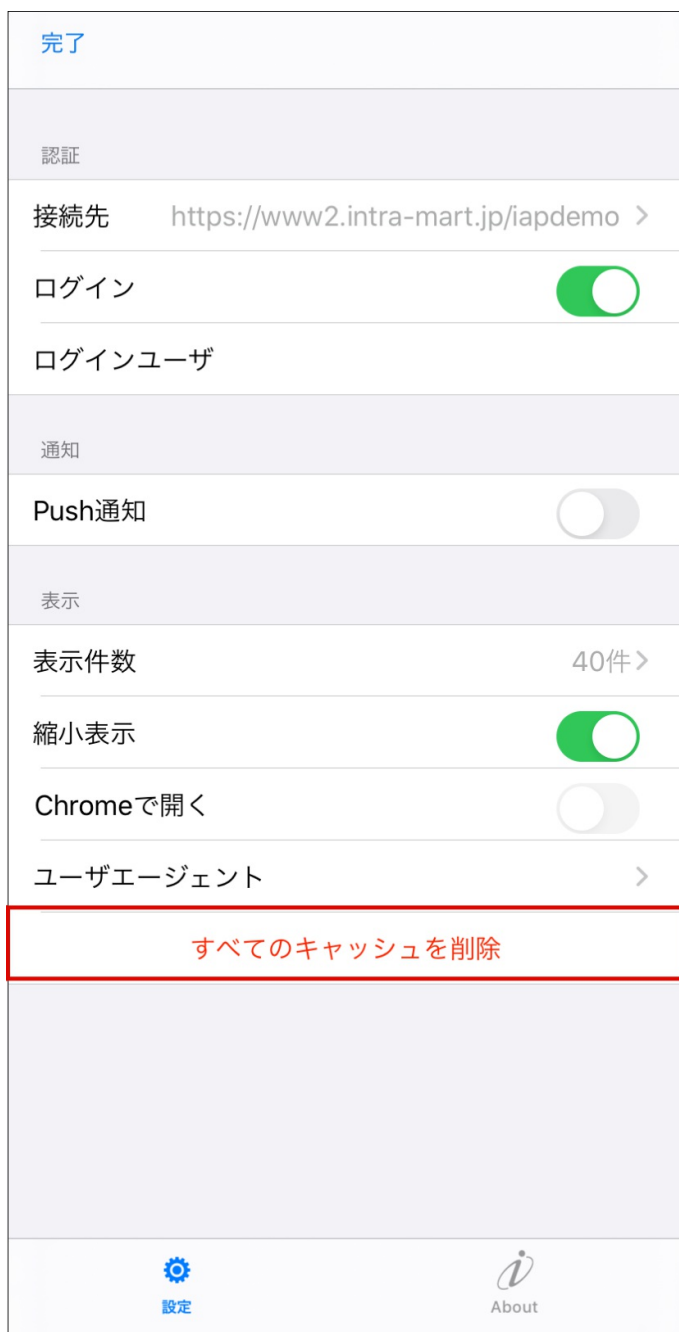 完了
認証
接続先 https://www2.intra-mart.jp/iapdemo
ログイン
ログインユーザ
通知
Push通知
表示
表示件数 40件
縮小表示
Chromeで開く
ユーザエージェント
すべてのキャッシュを削除
設定 About